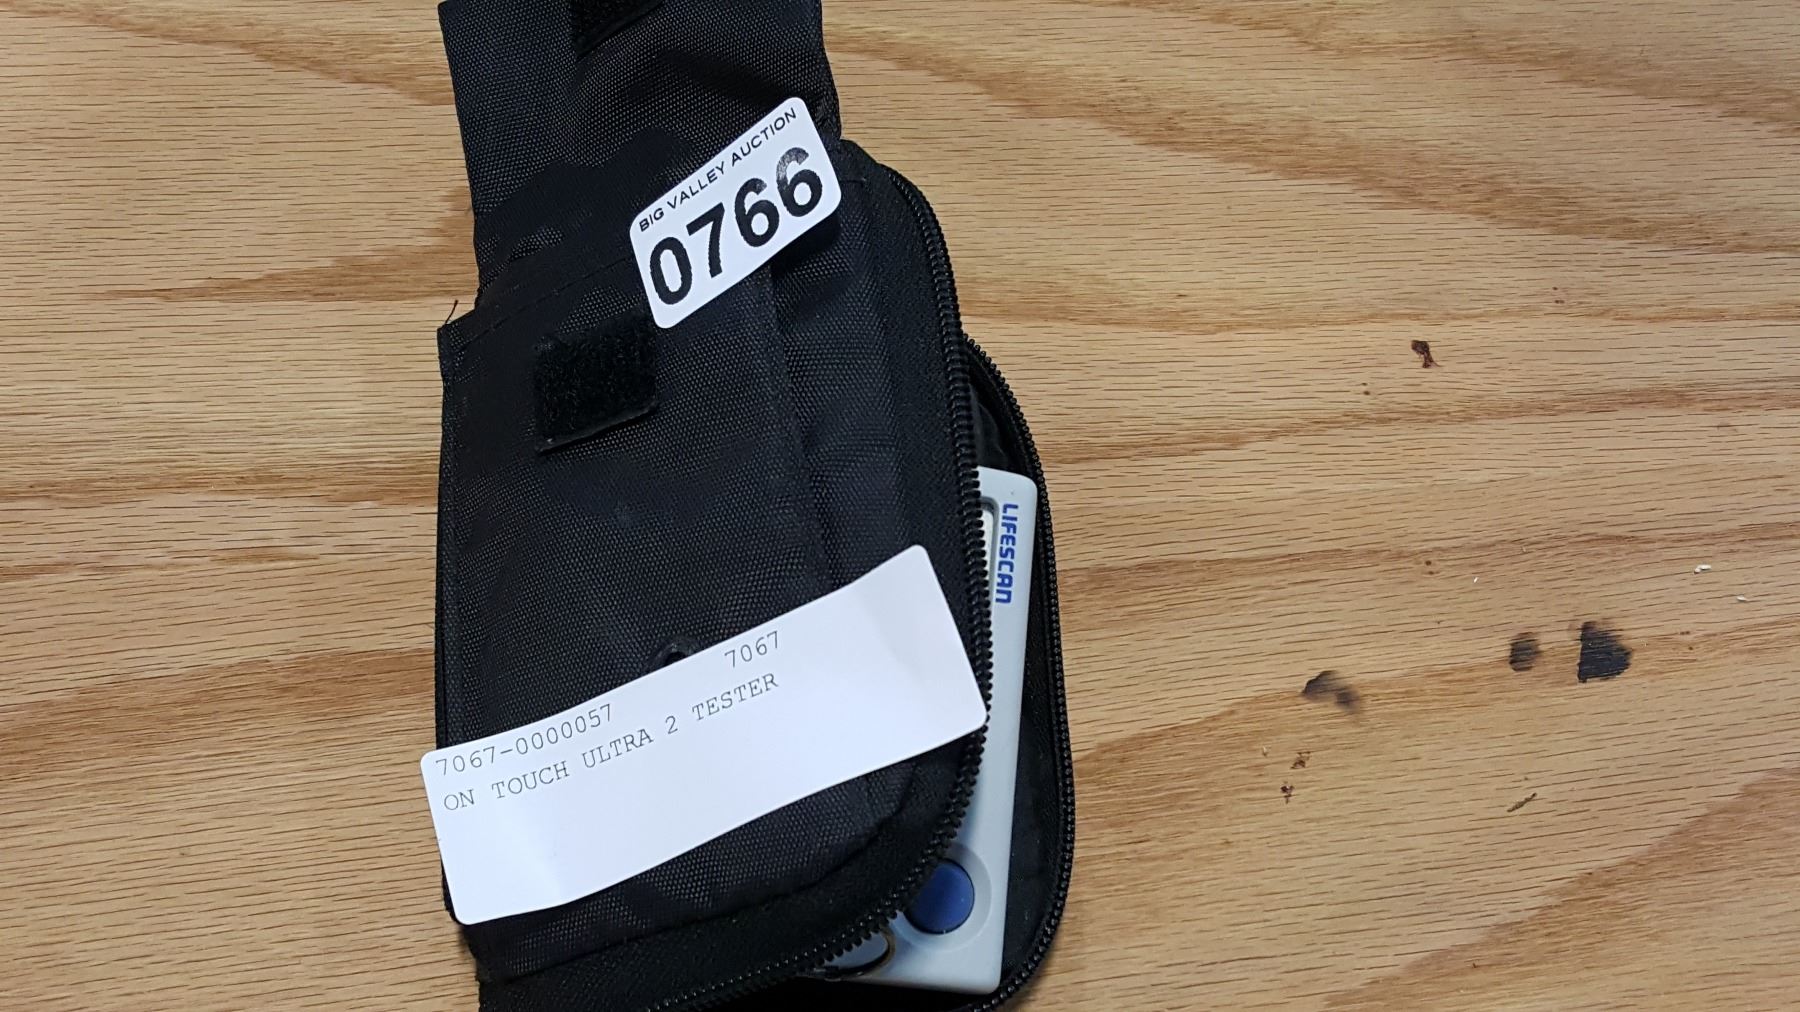 BIG VALLEY AUCTION
0766
LIFESCAN
7067-0000057 7067
ON TOUCH ULTRA 2 TESTER